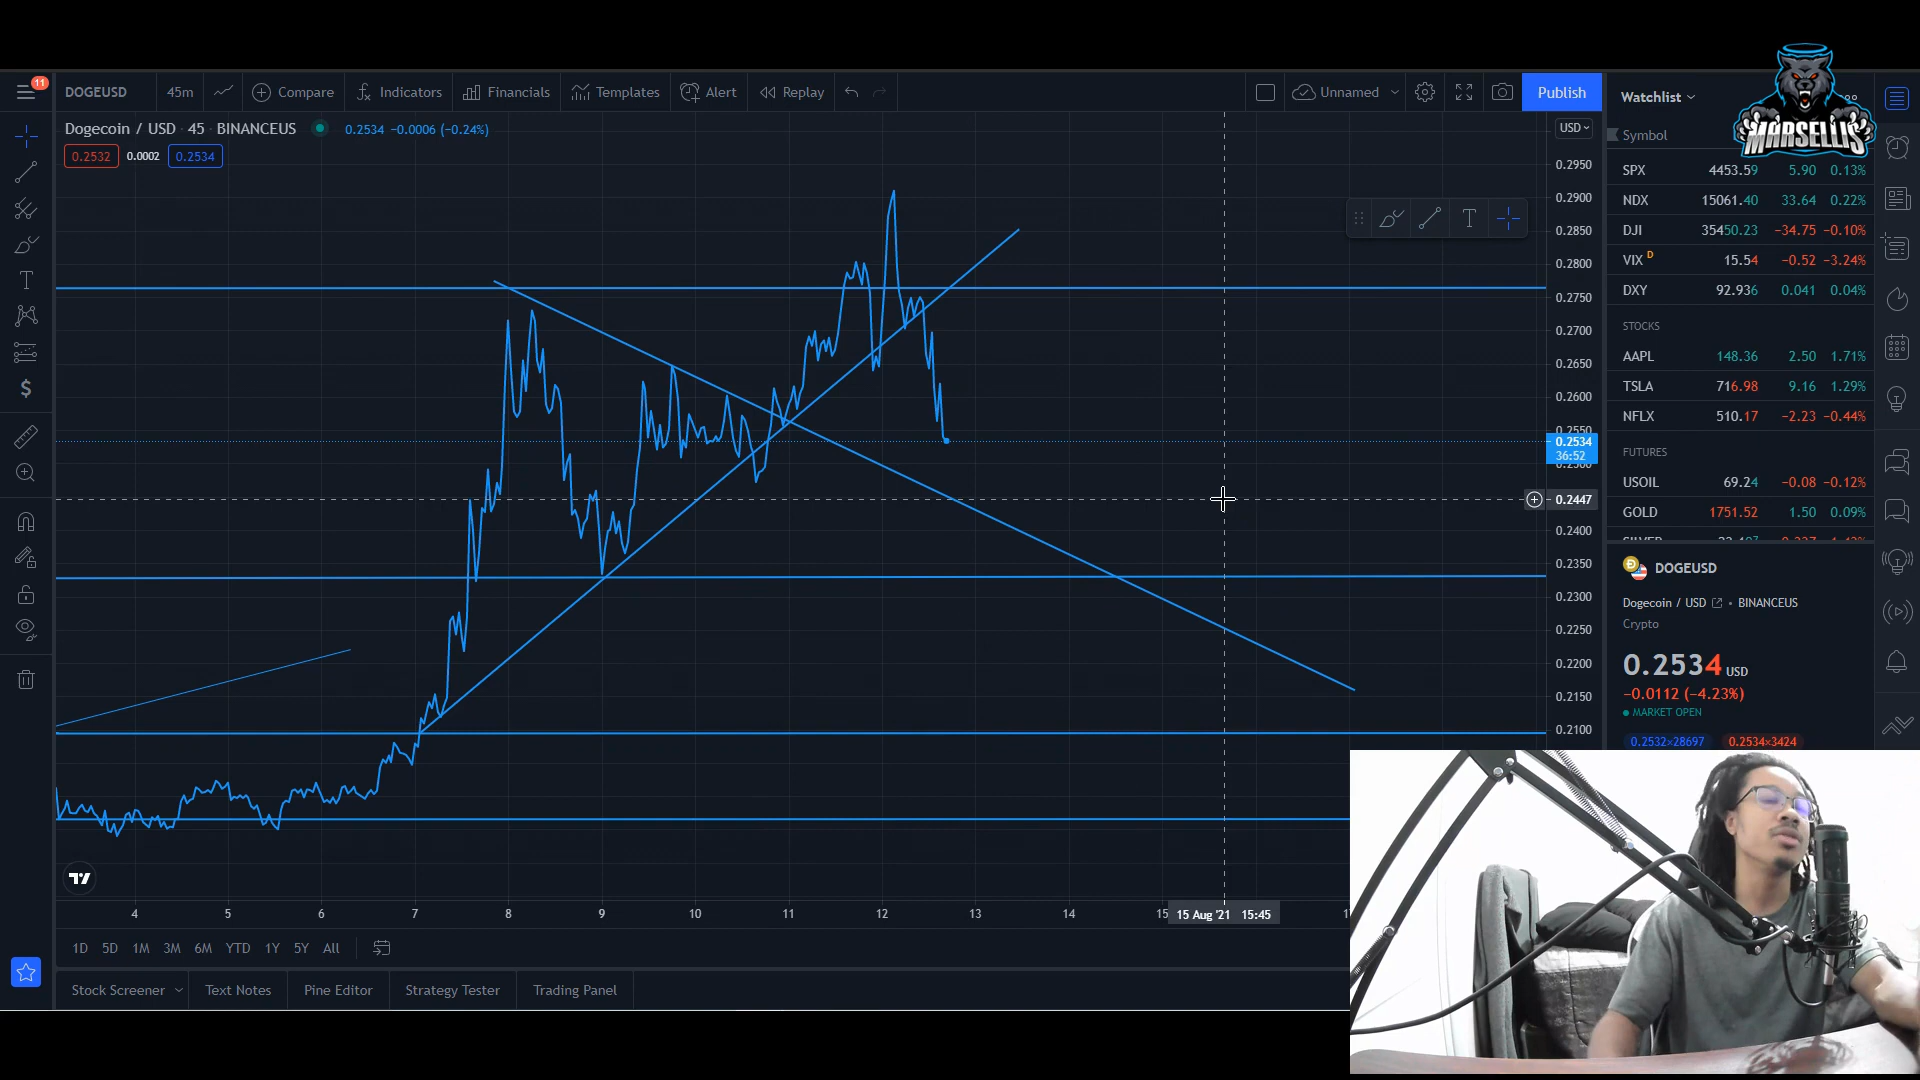 11
DOGEUSD 45m Compare Indicators Financials Templates Alert Replay Unnamed Publish
Dogecoin / USD · 45 · BINANCEUS 0.2534 −0.0006 (−0.24%)
0.2532 0.0002 0.2534
USD
0.2950
0.2900
0.2850
0.2800
0.2750
0.2700
0.2650
0.2600
0.2550
0.2534
36:52
0.2500
0.2447
0.2400
0.2350
0.2300
0.2250
0.2200
0.2150
0.2100
4 5 6 7 8 9 10 11 12 13 14 15 15 Aug '21 15:45
1D 5D 1M 3M 6M YTD 1Y 5Y All
Stock Screener Text Notes Pine Editor Strategy Tester Trading Panel
Watchlist
MARSELLIS
Symbol
SPX 4453.59 5.90 0.13%
NDX 15061.40 33.64 0.22%
DJI 35450.23 −34.75 −0.10%
VIX D 15.54 −0.52 −3.24%
DXY 92.936 0.041 0.04%
STOCKS
AAPL 148.36 2.50 1.71%
TSLA 716.98 9.16 1.29%
NFLX 510.17 −2.23 −0.44%
FUTURES
USOIL 69.24 −0.08 −0.12%
GOLD 1751.52 1.50 0.09%
DOGEUSD
Dogecoin / USD • BINANCEUS
Crypto
0.2534 USD
−0.0112 (−4.23%)
MARKET OPEN
0.2532×28697 0.2534×3424